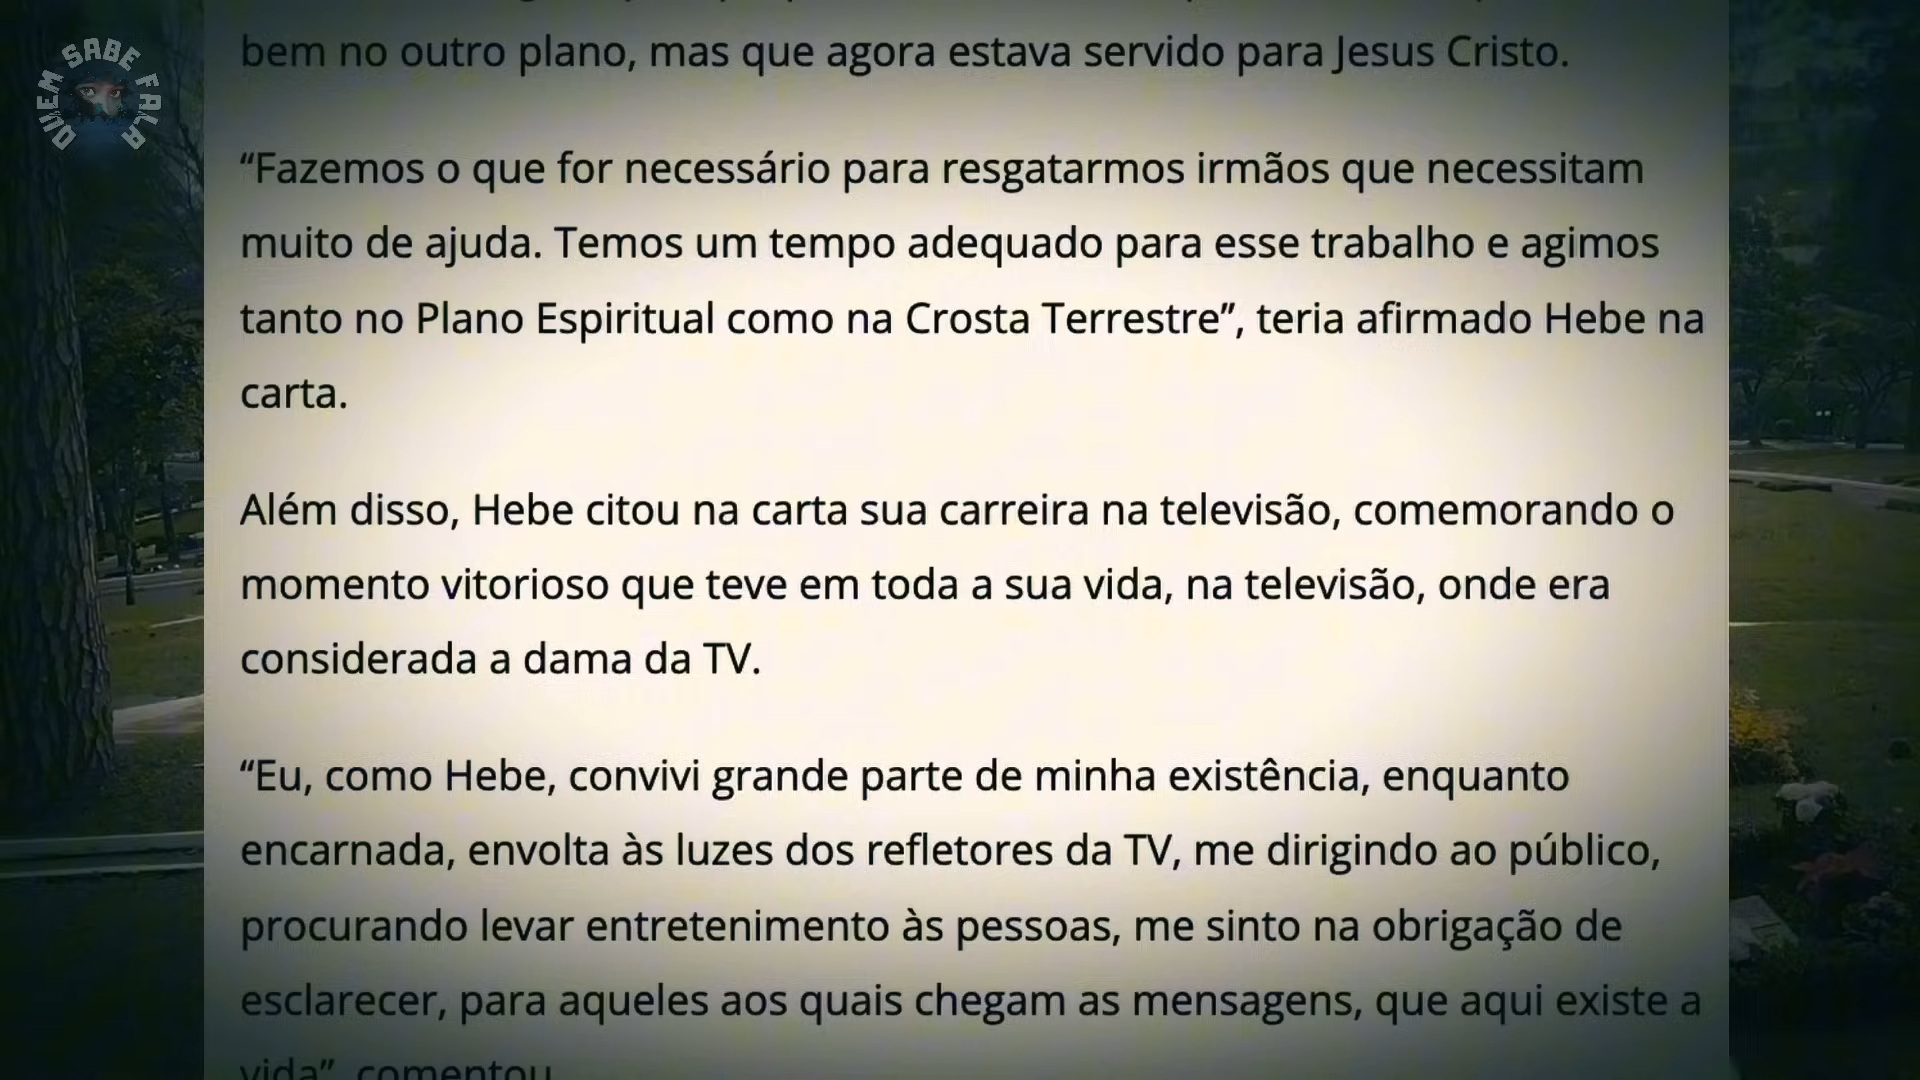 QUEM SABE FALA
bem no outro plano, mas que agora estava servido para Jesus Cristo.
“Fazemos o que for necessário para resgatarmos irmãos que necessitam
muito de ajuda. Temos um tempo adequado para esse trabalho e agimos
tanto no Plano Espiritual como na Crosta Terrestre”, teria afirmado Hebe na
carta.
Além disso, Hebe citou na carta sua carreira na televisão, comemorando o
momento vitorioso que teve em toda a sua vida, na televisão, onde era
considerada a dama da TV.
“Eu, como Hebe, convivi grande parte de minha existência, enquanto
encarnada, envolta às luzes dos refletores da TV, me dirigindo ao público,
procurando levar entretenimento às pessoas, me sinto na obrigação de
esclarecer, para aqueles aos quais chegam as mensagens, que aqui existe a
vida”, comentou